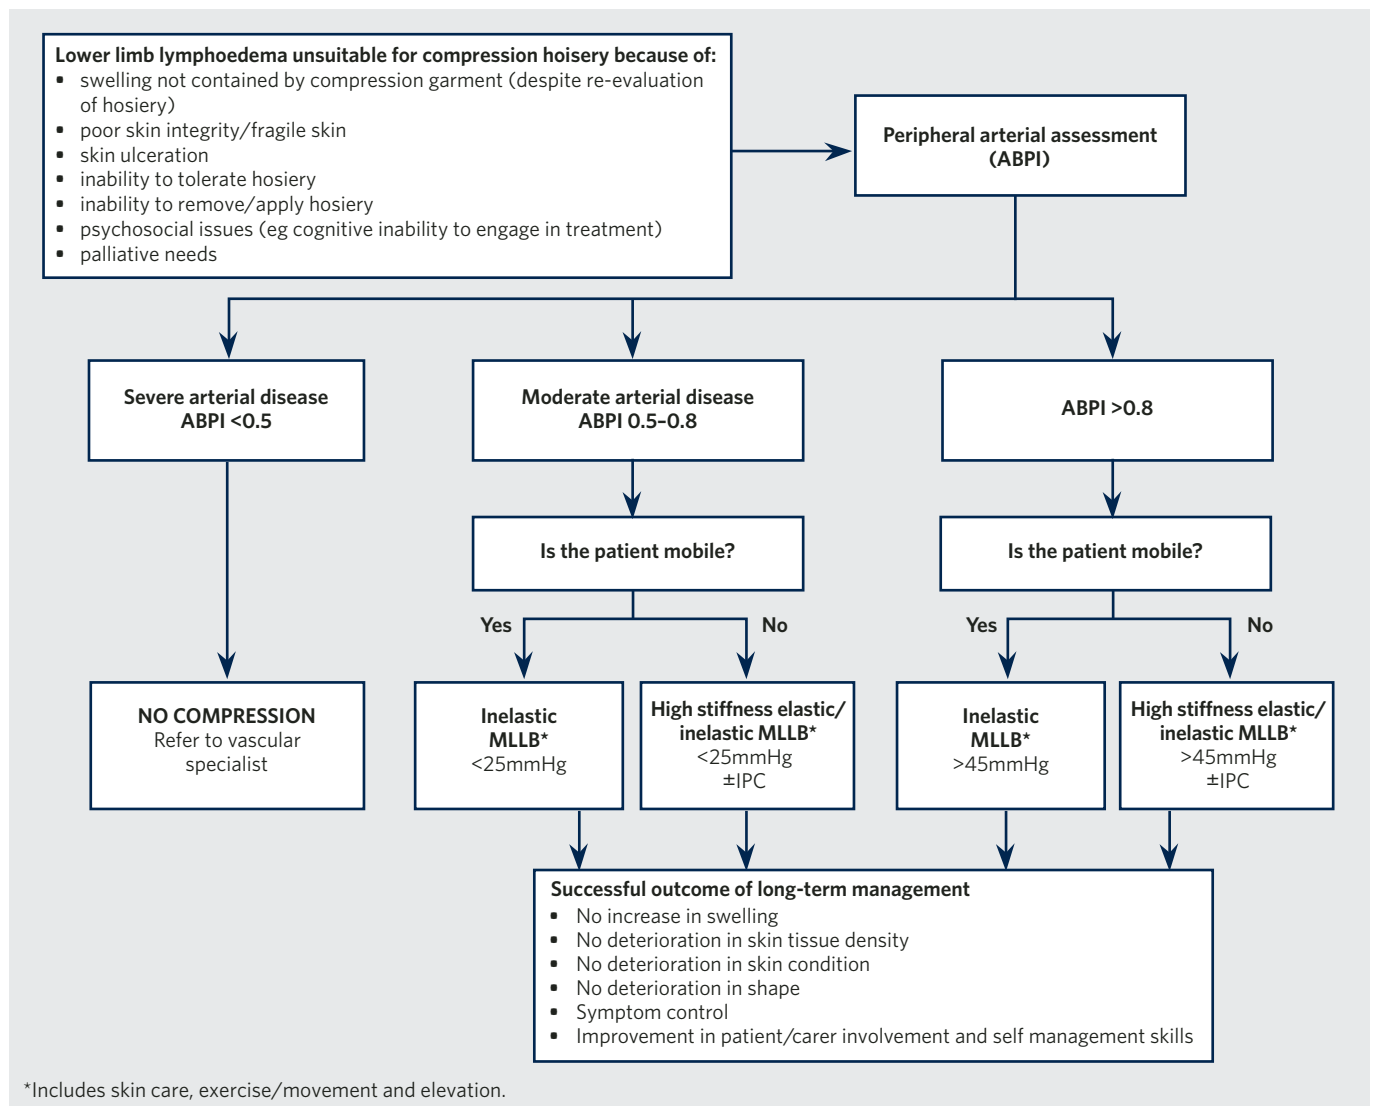 Lower limb lymphoedema unsuitable for compression hoisery because of:
▪ swelling not contained by compression garment (despite re-evaluation
of hosiery)
▪ poor skin integrity/fragile skin
▪ skin ulceration
▪ inability to tolerate hosiery
▪ inability to remove/apply hosiery
▪ psychosocial issues (eg cognitive inability to engage in treatment)
▪ palliative needs
Peripheral arterial assessment
(ABPI)
Severe arterial disease
ABPI <0.5
Moderate arterial disease
ABPI 0.5–0.8
ABPI >0.8
Is the patient mobile?
Is the patient mobile?
Yes
No
Yes
No
NO COMPRESSION
Refer to vascular
specialist
Inelastic
MLLB*
<25mmHg
High stiffness elastic/
inelastic MLLB*
<25mmHg
±IPC
Inelastic
MLLB*
>45mmHg
High stiffness elastic/
inelastic MLLB*
>45mmHg
±IPC
Successful outcome of long-term management
▪ No increase in swelling
▪ No deterioration in skin tissue density
▪ No deterioration in skin condition
▪ No deterioration in shape
▪ Symptom control
▪ Improvement in patient/carer involvement and self management skills
*Includes skin care, exercise/movement and elevation.